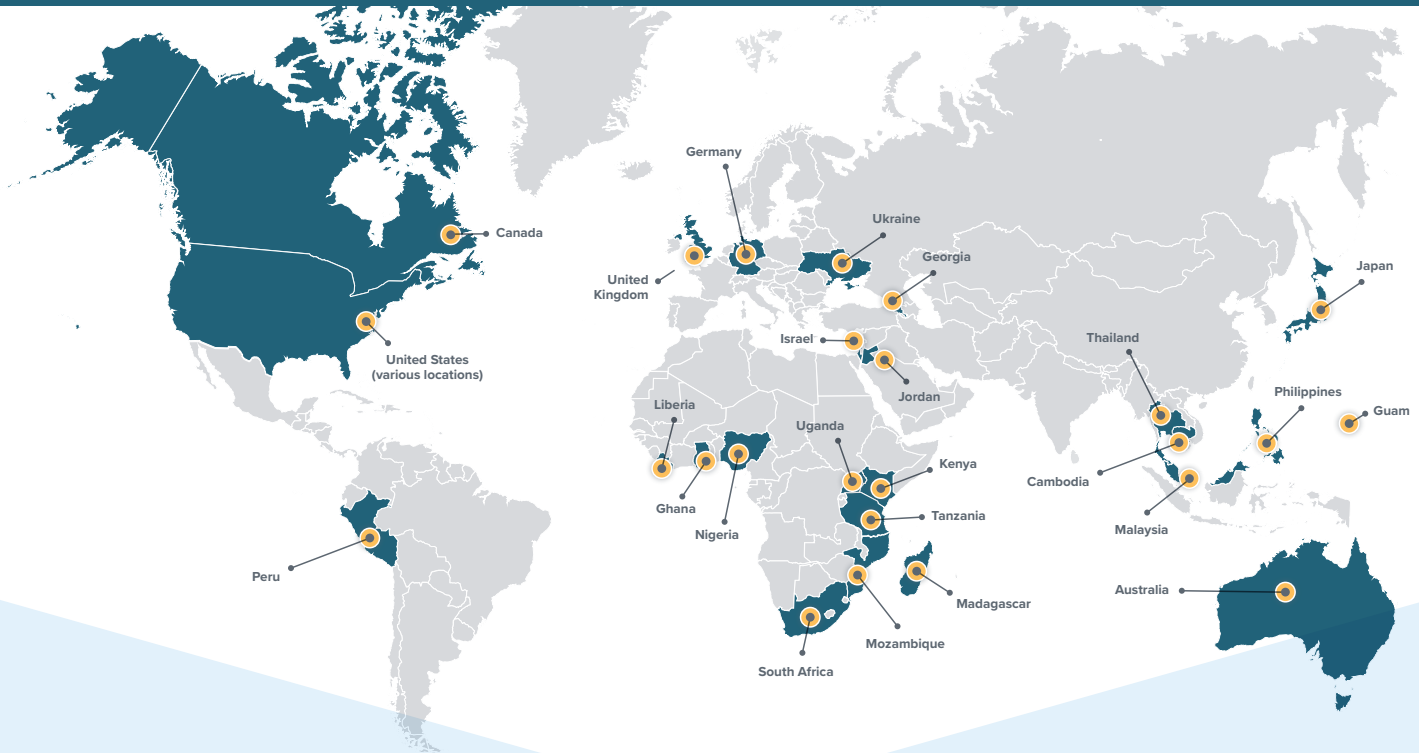 Germany
Ukraine
Canada
Georgia
Japan
United
Kingdom
Israel
Thailand
United States
(various locations)
Jordan
Philippines
Liberia
Guam
Uganda
Kenya
Cambodia
Ghana
Tanzania
Nigeria
Malaysia
Peru
Australia
Madagascar
Mozambique
South Africa